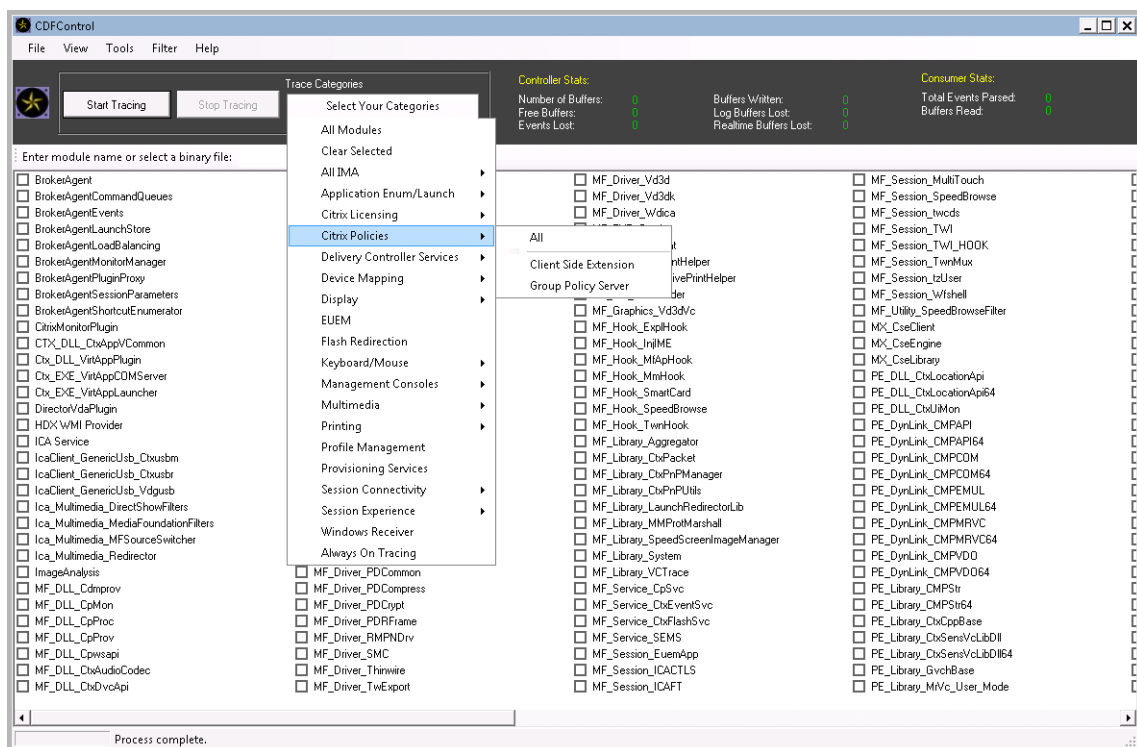 CDFControl
File View Tools Filter Help
Start Tracing
Stop Tracing
Trace Categories
Select Your Categories
Controller Stats:
Number of Buffers: 0
Free Buffers: 0
Events Lost: 0
Buffers Written: 0
Log Buffers Lost: 0
Realtime Buffers Lost: 0
Consumer Stats:
Total Events Parsed: 0
Buffers Read: 0
Enter module name or select a binary file:
All Modules
Clear Selected
All IMA
Application Enum/Launch
Citrix Licensing
Citrix Policies
Delivery Controller Services
Device Mapping
Display
EUEM
Flash Redirection
Keyboard/Mouse
Management Consoles
Multimedia
Printing
Profile Management
Provisioning Services
Session Connectivity
Session Experience
Windows Receiver
Always On Tracing
All
Client Side Extension
Group Policy Server
BrokerAgent
BrokerAgentCommandQueues
BrokerAgentEvents
BrokerAgentLaunchStore
BrokerAgentLoadBalancing
BrokerAgentMonitorManager
BrokerAgentPluginProxy
BrokerAgentSessionParameters
BrokerAgentShortcutEnumerator
CitrixMonitorPlugin
CTX_DLL_CtxAppVCommon
Ctx_DLL_VirtAppPlugin
Ctx_EXE_VirtAppCOMServer
Ctx_EXE_VirtAppLauncher
DirectorVdaPlugin
HDX WMI Provider
ICA Service
IcaClient_GenericUsb_Ctxusbm
IcaClient_GenericUsb_Ctxusbr
IcaClient_GenericUsb_Vdgusb
Ica_Multimedia_DirectShowFilters
Ica_Multimedia_MediaFoundationFilters
Ica_Multimedia_MFSourceSwitcher
Ica_Multimedia_Redirector
ImageAnalysis
MF_DLL_Cdmprov
MF_DLL_CpMon
MF_DLL_CpProc
MF_DLL_CpProv
MF_DLL_Cpwsapi
MF_DLL_CtxAudioCodec
MF_DLL_CtxDvcApi
MF_Driver_PDCommon
MF_Driver_PDCompress
MF_Driver_PDCrypt
MF_Driver_PDRFrame
MF_Driver_RMPNDrv
MF_Driver_SMC
MF_Driver_Thinwire
MF_Driver_TwExport
MF_Driver_Vd3d
MF_Driver_Vd3dk
MF_Driver_Wdica
MF_Graphics_Vd3dVc
MF_Hook_ExplHook
MF_Hook_InjIME
MF_Hook_MfApHook
MF_Hook_MmHook
MF_Hook_SmartCard
MF_Hook_SpeedBrowse
MF_Hook_TwnHook
MF_Library_Aggregator
MF_Library_CtxPacket
MF_Library_CtxPnPManager
MF_Library_CtxPnPUtils
MF_Library_LaunchRedirectorLib
MF_Library_MMProtMarshall
MF_Library_SpeedScreenImageManager
MF_Library_System
MF_Library_VCTrace
MF_Service_CpSvc
MF_Service_CtxEventSvc
MF_Service_CtxFlashSvc
MF_Service_SEMS
MF_Session_EuemApp
MF_Session_ICACTLS
MF_Session_ICAFT
MF_Session_MultiTouch
MF_Session_SpeedBrowse
MF_Session_twcds
MF_Session_TWI
MF_Session_TWI_HOOK
MF_Session_TwnMux
MF_Session_tzUser
MF_Session_Wfshell
MF_Utility_SpeedBrowseFilter
MX_CseClient
MX_CseEngine
MX_CseLibrary
PE_DLL_CtxLocationApi
PE_DLL_CtxLocationApi64
PE_DLL_CtxUiMon
PE_DynLink_CMPAPI
PE_DynLink_CMPAPI64
PE_DynLink_CMPCOM
PE_DynLink_CMPCOM64
PE_DynLink_CMPEMUL
PE_DynLink_CMPEMUL64
PE_DynLink_CMPMRVC
PE_DynLink_CMPMRVC64
PE_DynLink_CMPVDO
PE_DynLink_CMPVDO64
PE_Library_CMPStr
PE_Library_CMPStr64
PE_Library_CtxCppBase
PE_Library_CtxSensVcLibDll
PE_Library_CtxSensVcLibDll64
PE_Library_GvchBase
PE_Library_MrVc_User_Mode
Process complete.